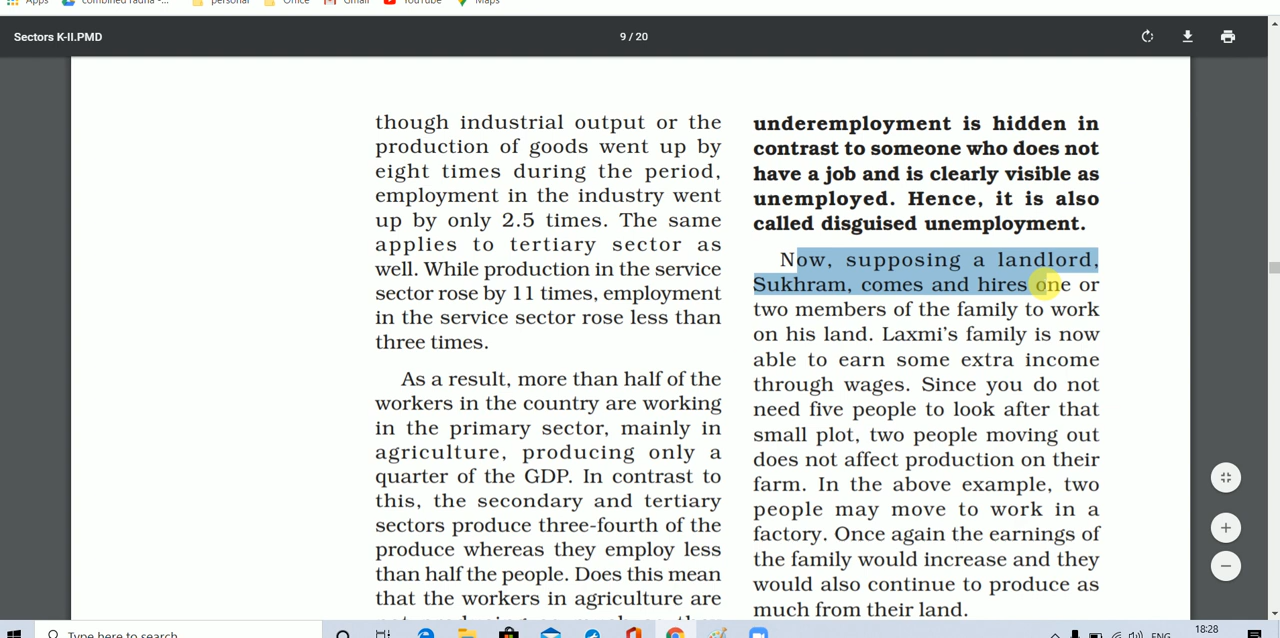 Apps combined radha -... personal Office Gmail YouTube Maps
Sectors K-II.PMD
9 / 20
though industrial output or the
production of goods went up by
eight times during the period,
employment in the industry went
up by only 2.5 times. The same
applies to tertiary sector as
well. While production in the service
sector rose by 11 times, employment
in the service sector rose less than
three times.
As a result, more than half of the
workers in the country are working
in the primary sector, mainly in
agriculture, producing only a
quarter of the GDP. In contrast to
this, the secondary and tertiary
sectors produce three-fourth of the
produce whereas they employ less
than half the people. Does this mean
that the workers in agriculture are
underemployment is hidden in
contrast to someone who does not
have a job and is clearly visible as
unemployed. Hence, it is also
called disguised unemployment.
Now, supposing a landlord,
Sukhram, comes and hires one or
two members of the family to work
on his land. Laxmi's family is now
able to earn some extra income
through wages. Since you do not
need five people to look after that
small plot, two people moving out
does not affect production on their
farm. In the above example, two
people may move to work in a
factory. Once again the earnings of
the family would increase and they
would also continue to produce as
much from their land.
Type here to search
ENG
18:28